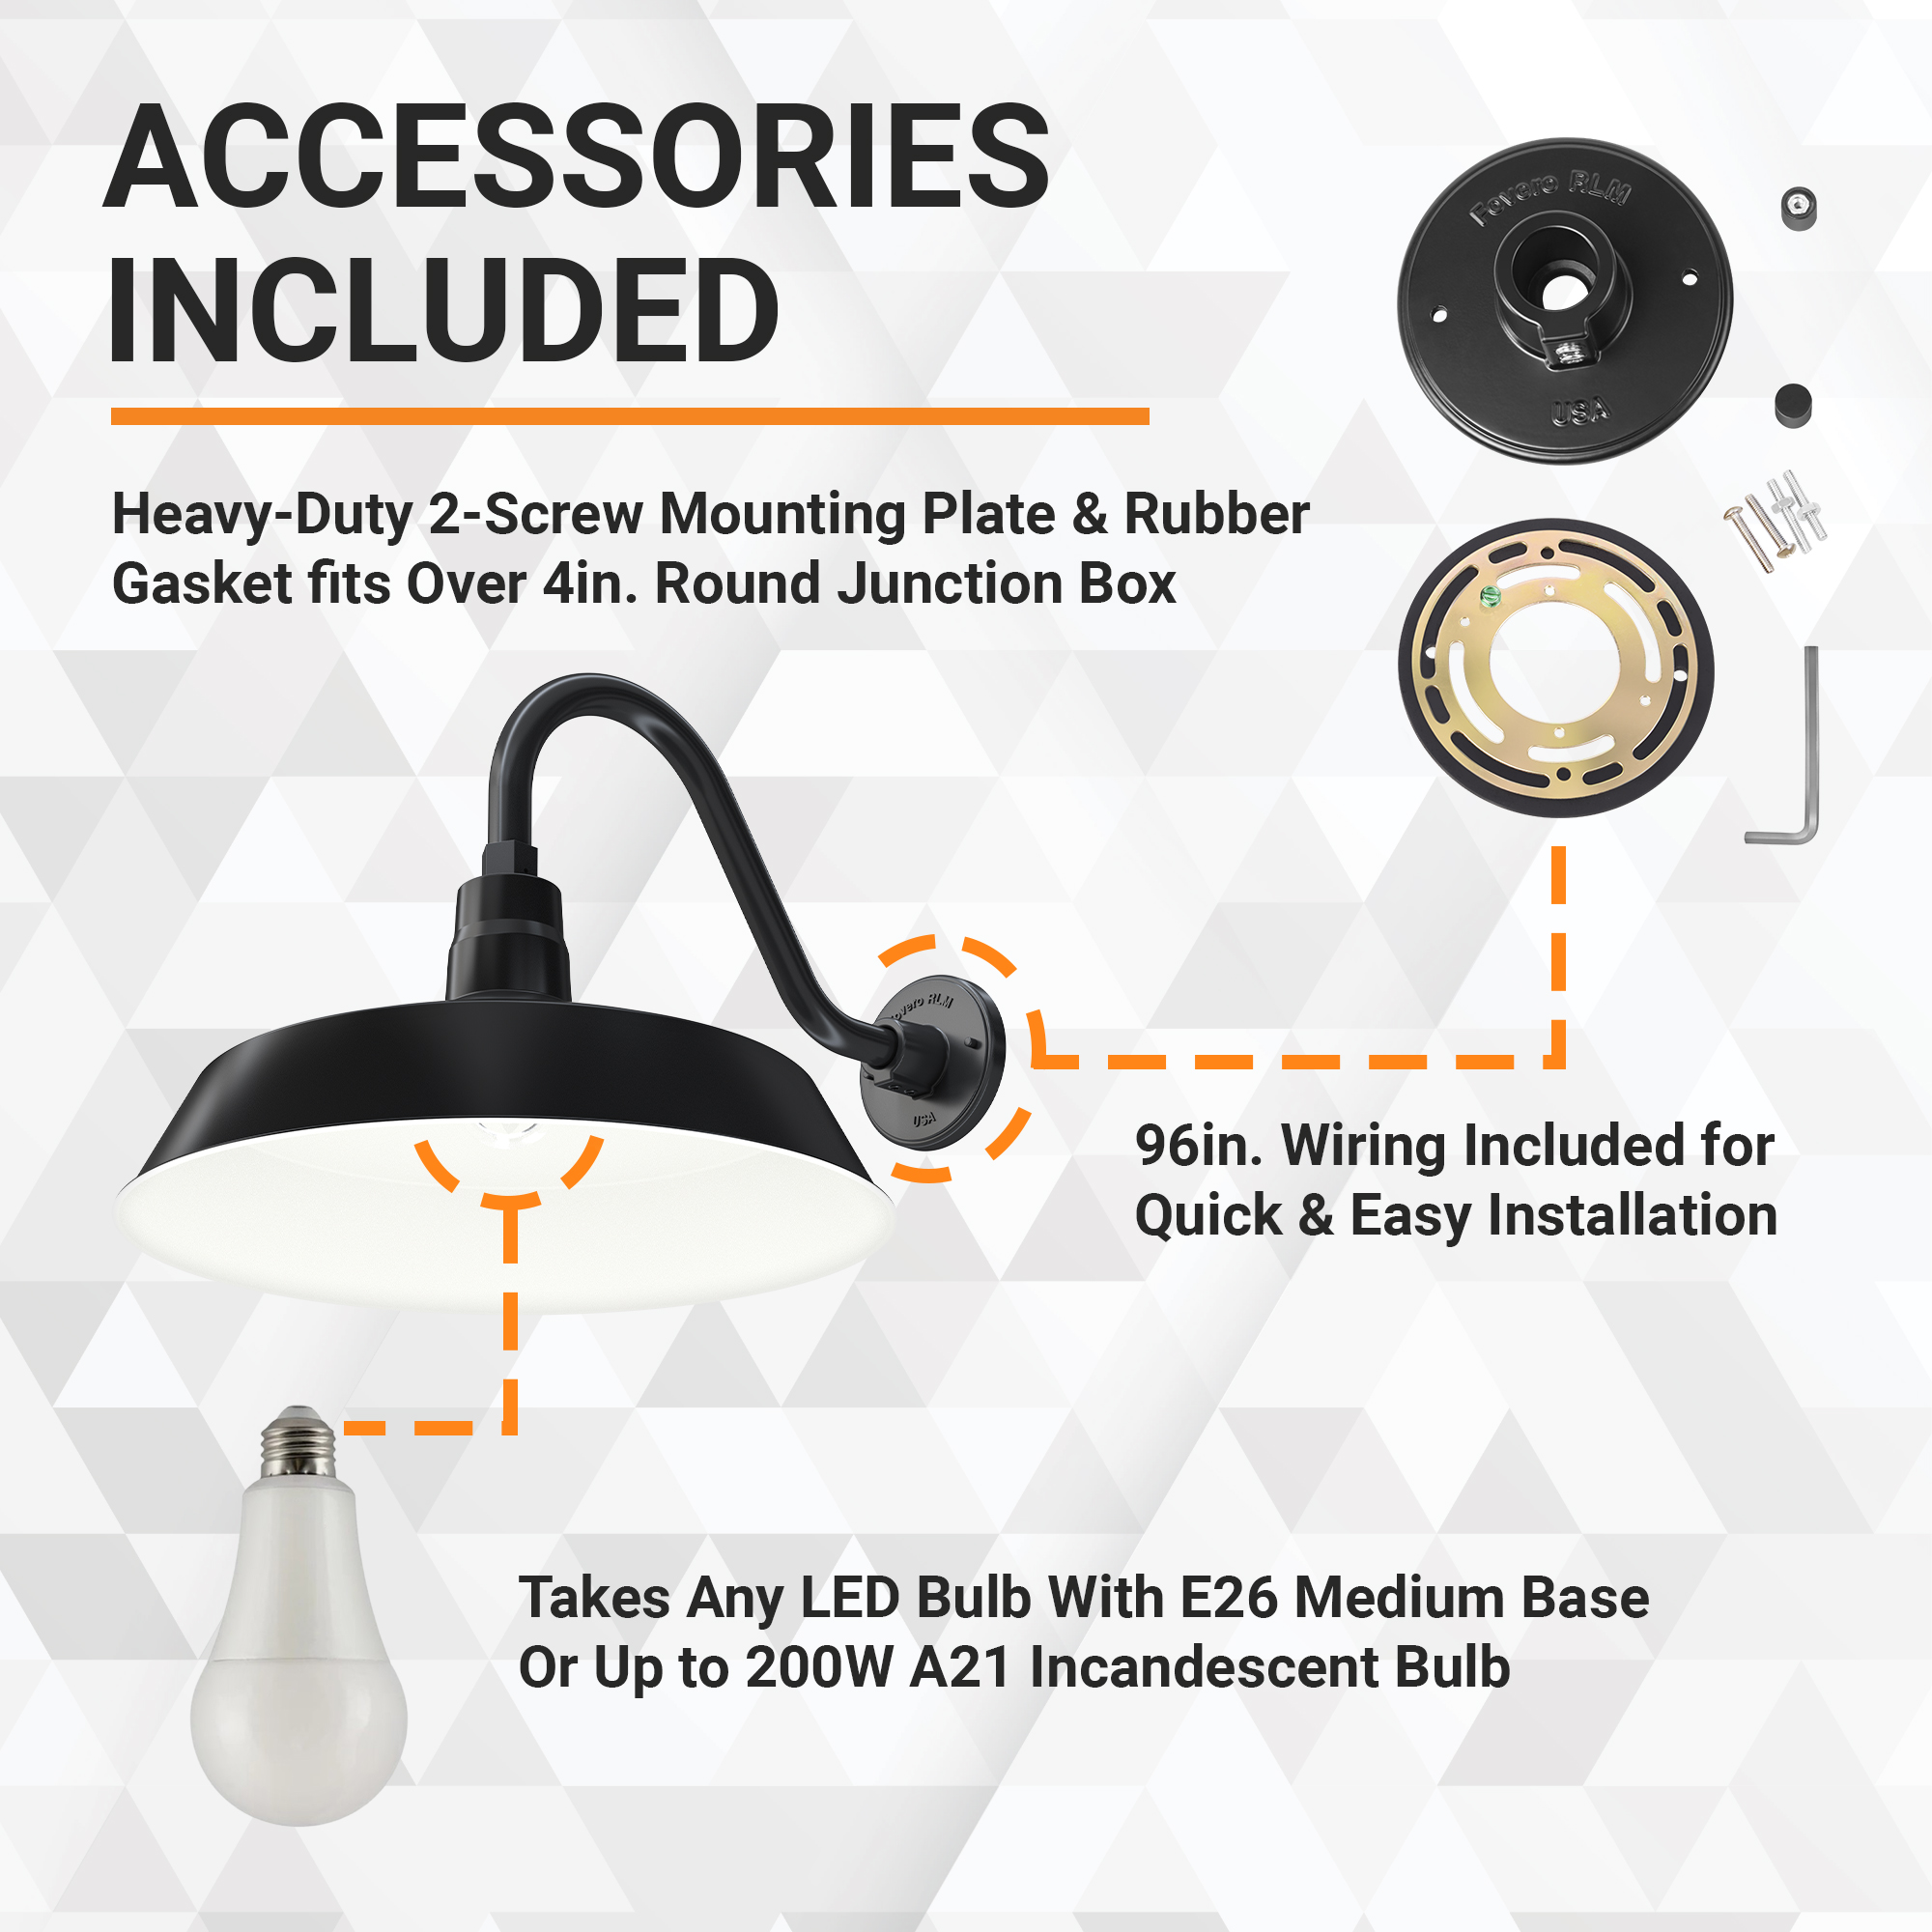 ACCESSORIES
INCLUDED
Heavy-Duty 2-Screw Mounting Plate & Rubber
Gasket fits Over 4in. Round Junction Box
RLM
USA
RLM
USA
96in. Wiring Included for
Quick & Easy Installation
Takes Any LED Bulb With E26 Medium Base
Or Up to 200W A21 Incandescent Bulb